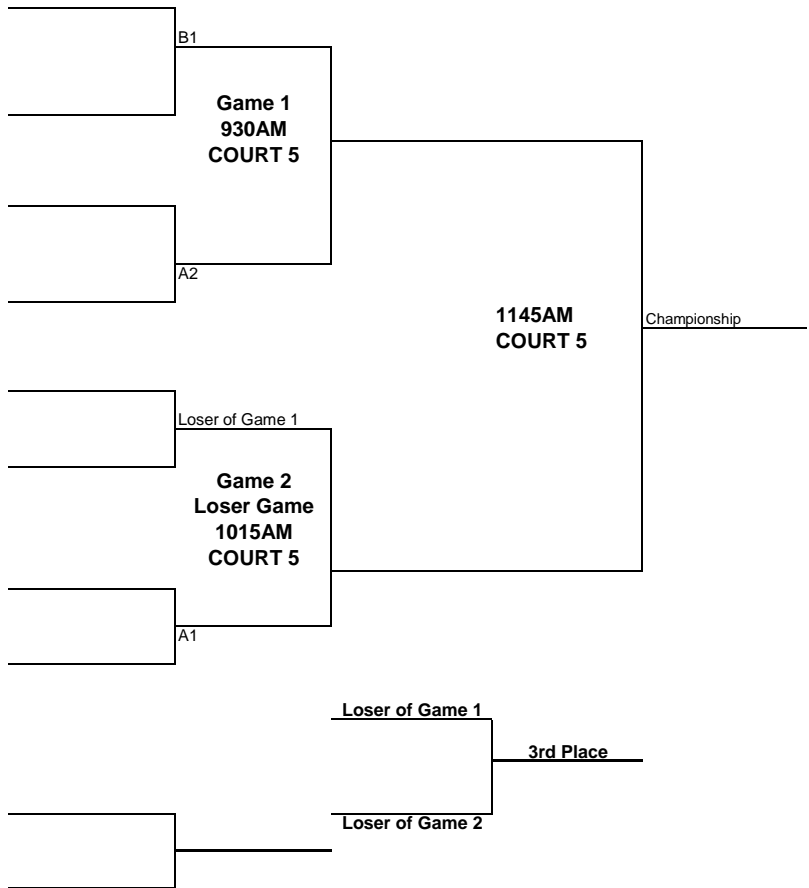 B1
Game 1
930AM
COURT 5
A2
1145AM
COURT 5
Championship
Loser of Game 1
Game 2
Loser Game
1015AM
COURT 5
A1
Loser of Game 1
3rd Place
Loser of Game 2